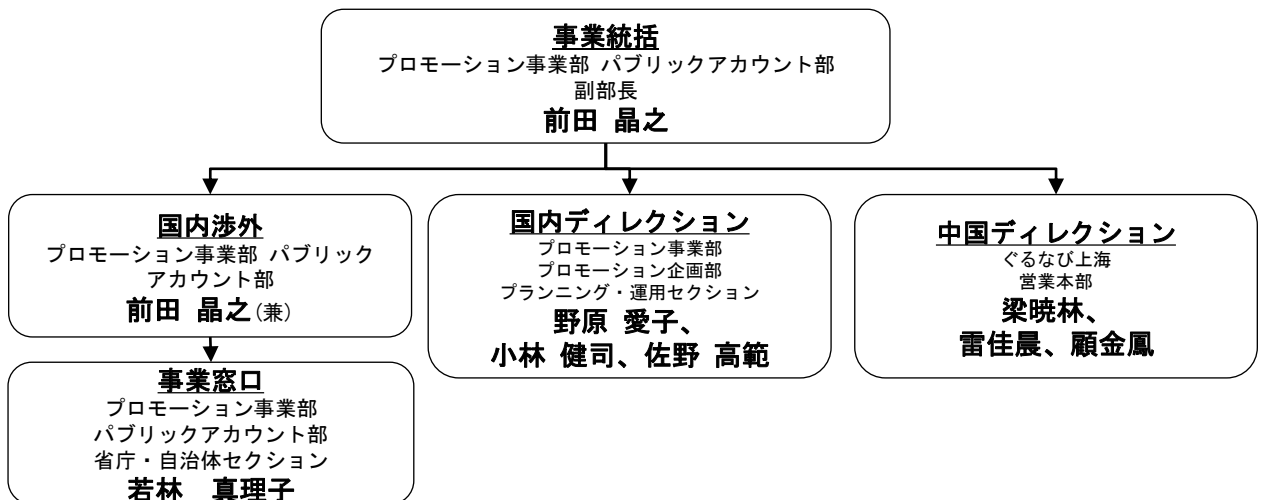 事業統括
プロモーション事業部 パブリックアカウント部
副部長
前田 晶之
国内渉外
プロモーション事業部 パブリック
アカウント部
前田 晶之(兼)
国内ディレクション
プロモーション事業部
プロモーション企画部
プランニング・運用セクション
野原 愛子、
小林 健司、佐野 高範
中国ディレクション
ぐるなび上海
営業本部
梁暁林、
雷佳晨、顧金鳳
事業窓口
プロモーション事業部
パブリックアカウント部
省庁・自治体セクション
若林 真理子